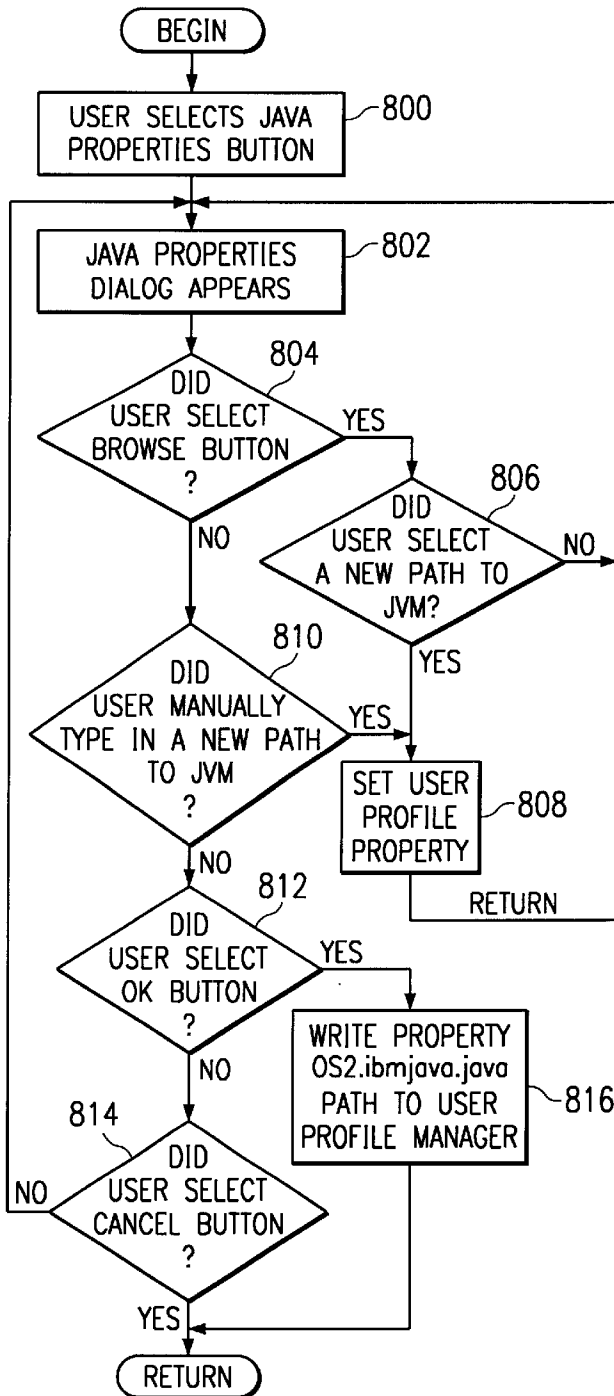 BEGIN
USER SELECTS JAVA
PROPERTIES BUTTON
800
JAVA PROPERTIES
DIALOG APPEARS
802
804
DID
USER SELECT
BROWSE BUTTON
?
YES
NO
806
DID
USER SELECT
A NEW PATH TO
JVM?
NO
YES
810
DID
USER MANUALLY
TYPE IN A NEW PATH
TO JVM
?
YES
NO
SET USER
PROFILE
PROPERTY
808
RETURN
812
DID
USER SELECT
OK BUTTON
?
YES
NO
WRITE PROPERTY
OS2.ibmjava.java
PATH TO USER
PROFILE MANAGER
816
814
DID
USER SELECT
CANCEL BUTTON
?
NO
YES
RETURN